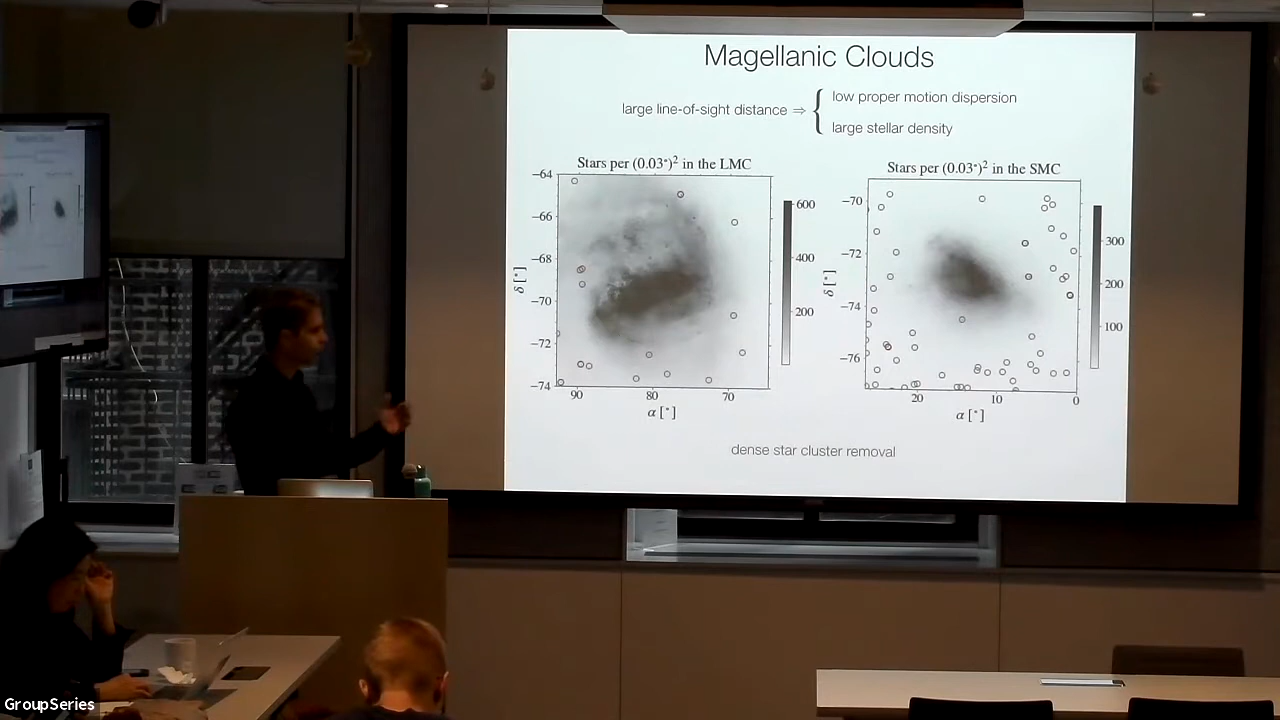 Magellanic Clouds
large line-of-sight distance ⇒ {
low proper motion dispersion
large stellar density
Stars per (0.03°)² in the LMC
−64
−66
−68
−70
−72
−74
δ [°]
90
80
70
α [°]
600
400
200
Stars per (0.03°)² in the SMC
−70
−72
−74
−76
δ [°]
20
10
0
α [°]
300
200
100
dense star cluster removal
GroupSeries